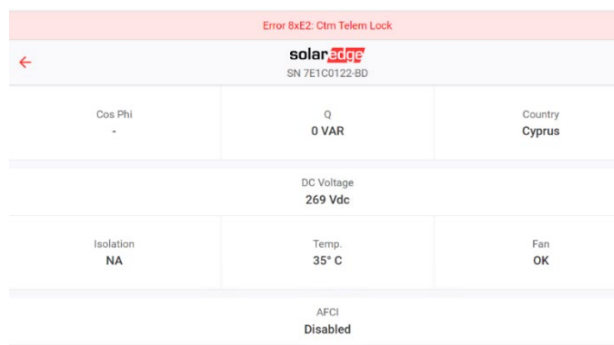 Error 8xE2: Ctrn Telem Lock
solaredge
SN 7E1C0122-BD
Cos Phi
Q
Country
-
0 VAR
Cyprus
DC Voltage
269 Vdc
Isolation
Temp.
Fan
NA
35° C
OK
AFCI
Disabled